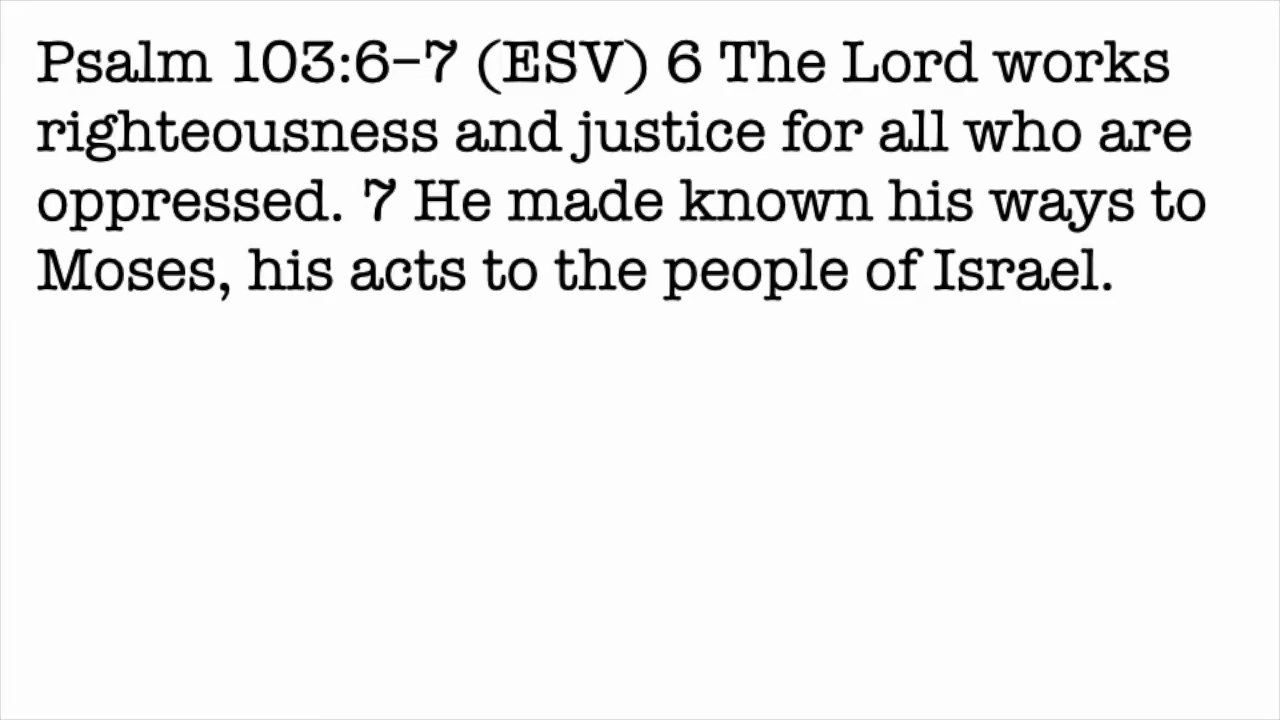 Psalm 103:6–7 (ESV) 6 The Lord works
righteousness and justice for all who are
oppressed. 7 He made known his ways to
Moses, his acts to the people of Israel.